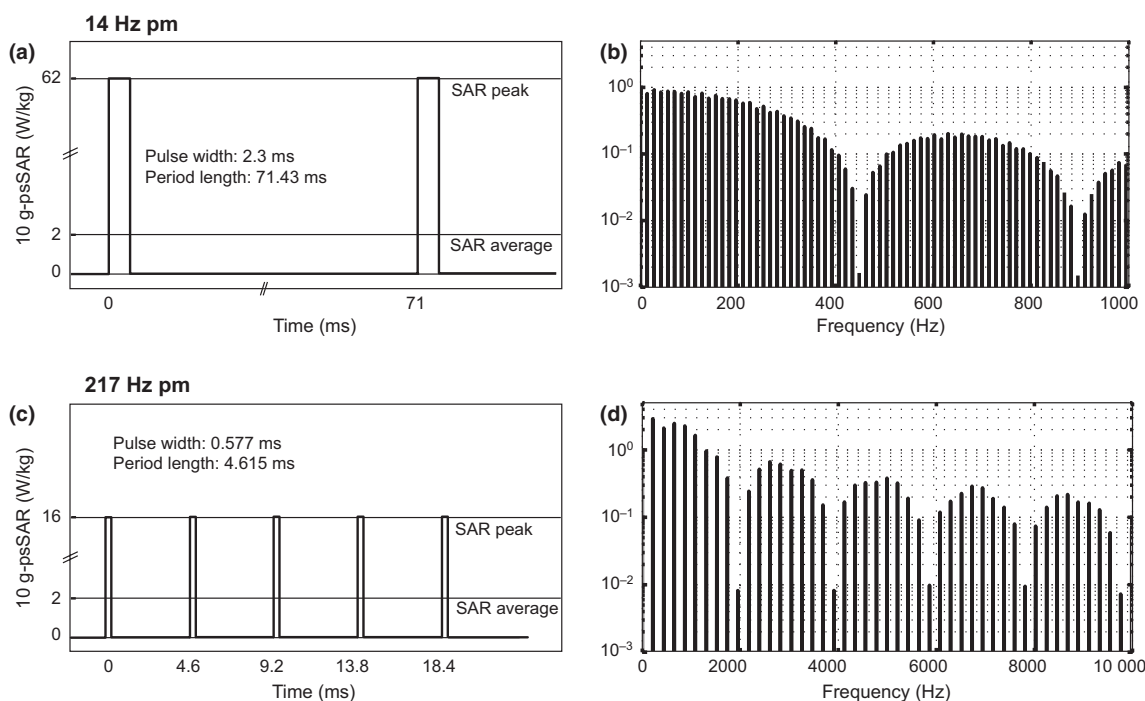 14 Hz pm
(a)
62
2
0
10 g-psSAR (W/kg)
SAR peak
Pulse width: 2.3 ms
Period length: 71.43 ms
SAR average
0
71
Time (ms)
(b)
10⁰
10⁻¹
10⁻²
10⁻³
0 200 400 600 800 1000
Frequency (Hz)
217 Hz pm
(c)
Pulse width: 0.577 ms
Period length: 4.615 ms
16
2
0
10 g-psSAR (W/kg)
SAR peak
SAR average
0 4.6 9.2 13.8 18.4
Time (ms)
(d)
10⁰
10⁻¹
10⁻²
10⁻³
0 2000 4000 6000 8000 10 000
Frequency (Hz)